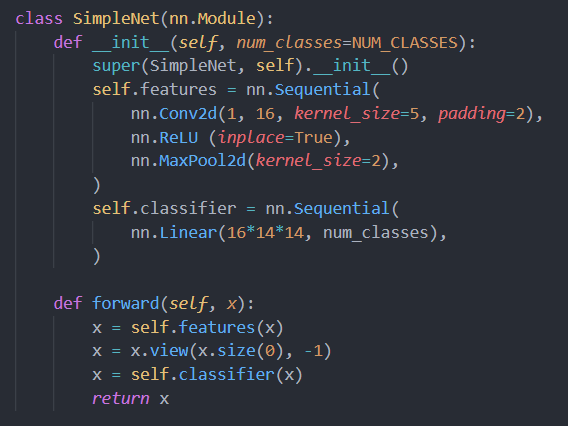 class SimpleNet(nn.Module):
    def __init__(self, num_classes=NUM_CLASSES):
        super(SimpleNet, self).__init__()
        self.features = nn.Sequential(
            nn.Conv2d(1, 16, kernel_size=5, padding=2),
            nn.ReLU (inplace=True),
            nn.MaxPool2d(kernel_size=2),
        )
        self.classifier = nn.Sequential(
            nn.Linear(16*14*14, num_classes),
        )

    def forward(self, x):
        x = self.features(x)
        x = x.view(x.size(0), -1)
        x = self.classifier(x)
        return x